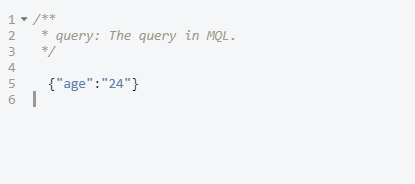 1 /**
2 * query: The query in MQL.
3 */
4
5 {"age":"24"}
6